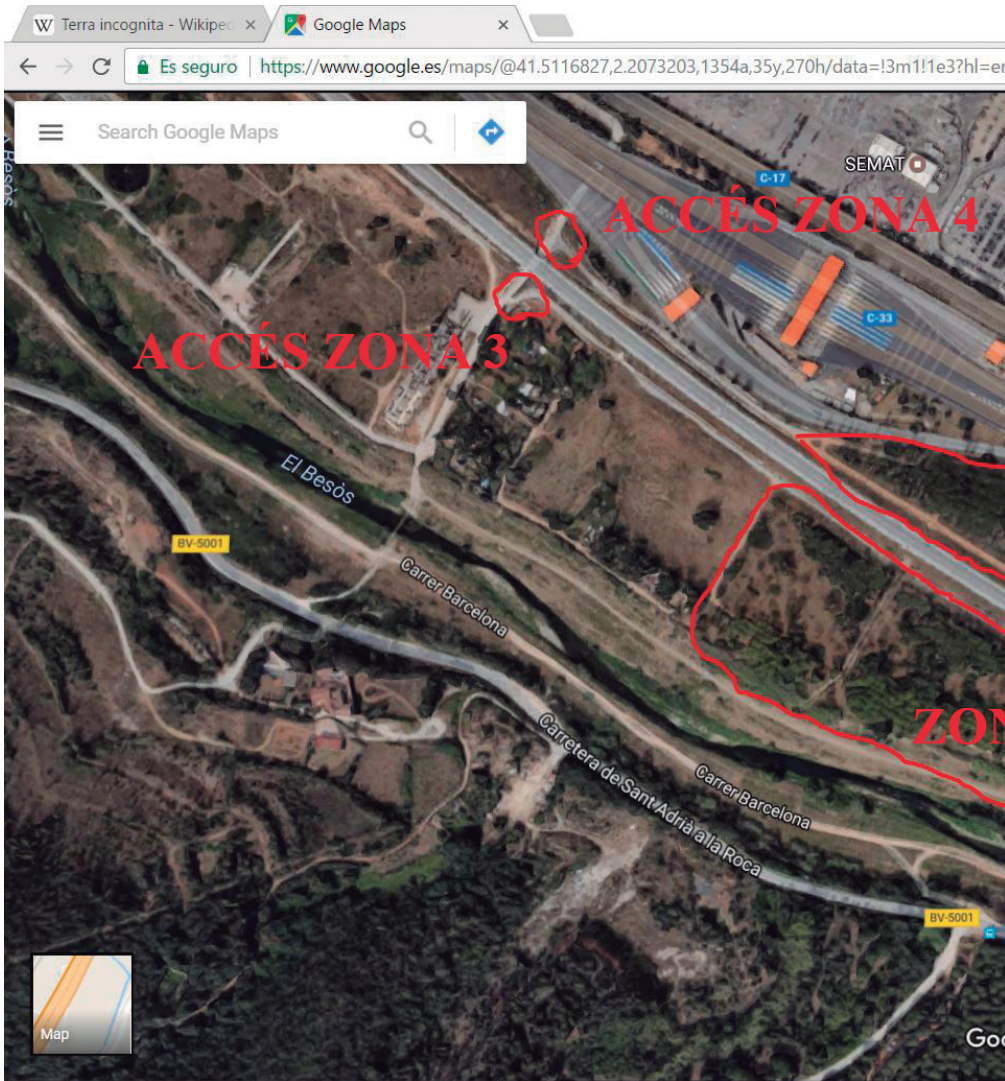 Terra incognita - Wikiped
Google Maps
Es seguro
https://www.google.es/maps/@41.5116827,2.2073203,1354a,35y,270h/data=!3m1!1e3?hl=en
Search Google Maps
SEMAT
C-17
ACCÉS ZONA 4
C-33
ACCÉS ZONA 3
El Besòs
BV-5001
Carrer Barcelona
ZON
Carretera de Sant Adrià a la Roca
Carrer Barcelona
BV-5001
Map
Goo